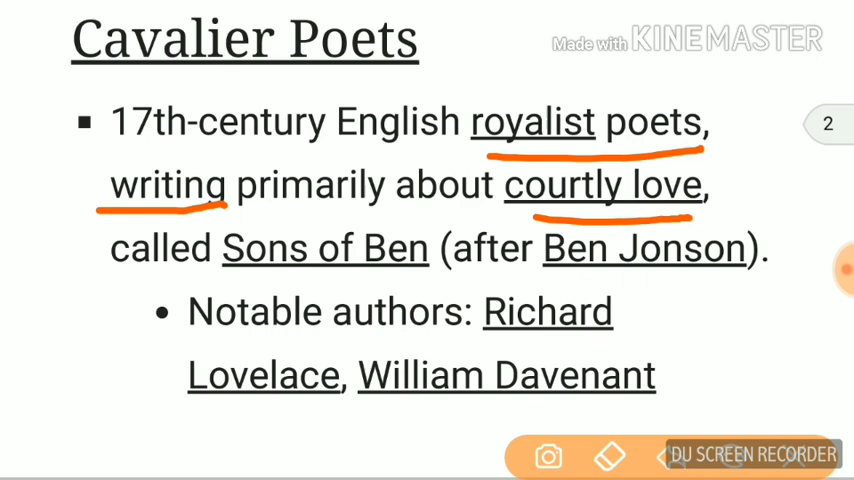 Cavalier Poets
Made with KINEMASTER
▪ 17th-century English royalist poets,
2
writing primarily about courtly love,
called Sons of Ben (after Ben Jonson).
• Notable authors: Richard
Lovelace, William Davenant
DU SCREEN RECORDER